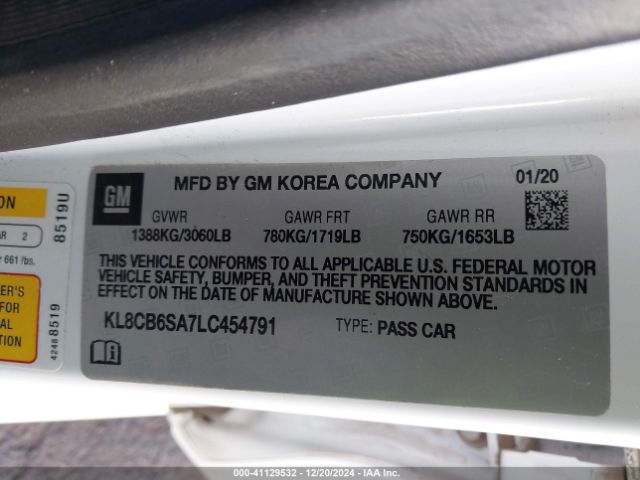 GM
MFD BY GM KOREA COMPANY
01/20
GVWR
GAWR FRT
GAWR RR
1388KG/3060LB
780KG/1719LB
750KG/1653LB
THIS VEHICLE CONFORMS TO ALL APPLICABLE U.S. FEDERAL MOTOR
VEHICLE SAFETY, BUMPER, AND THEFT PREVENTION STANDARDS IN
EFFECT ON THE DATE OF MANUFACTURE SHOWN ABOVE.
KL8CB6SA7LC454791
TYPE: PASS CAR
ION
AR 2
r 661 lbs.
ER'S
FOR
AL
ION
8519U
42488519
000-41129532 - 12/20/2024 - IAA Inc.